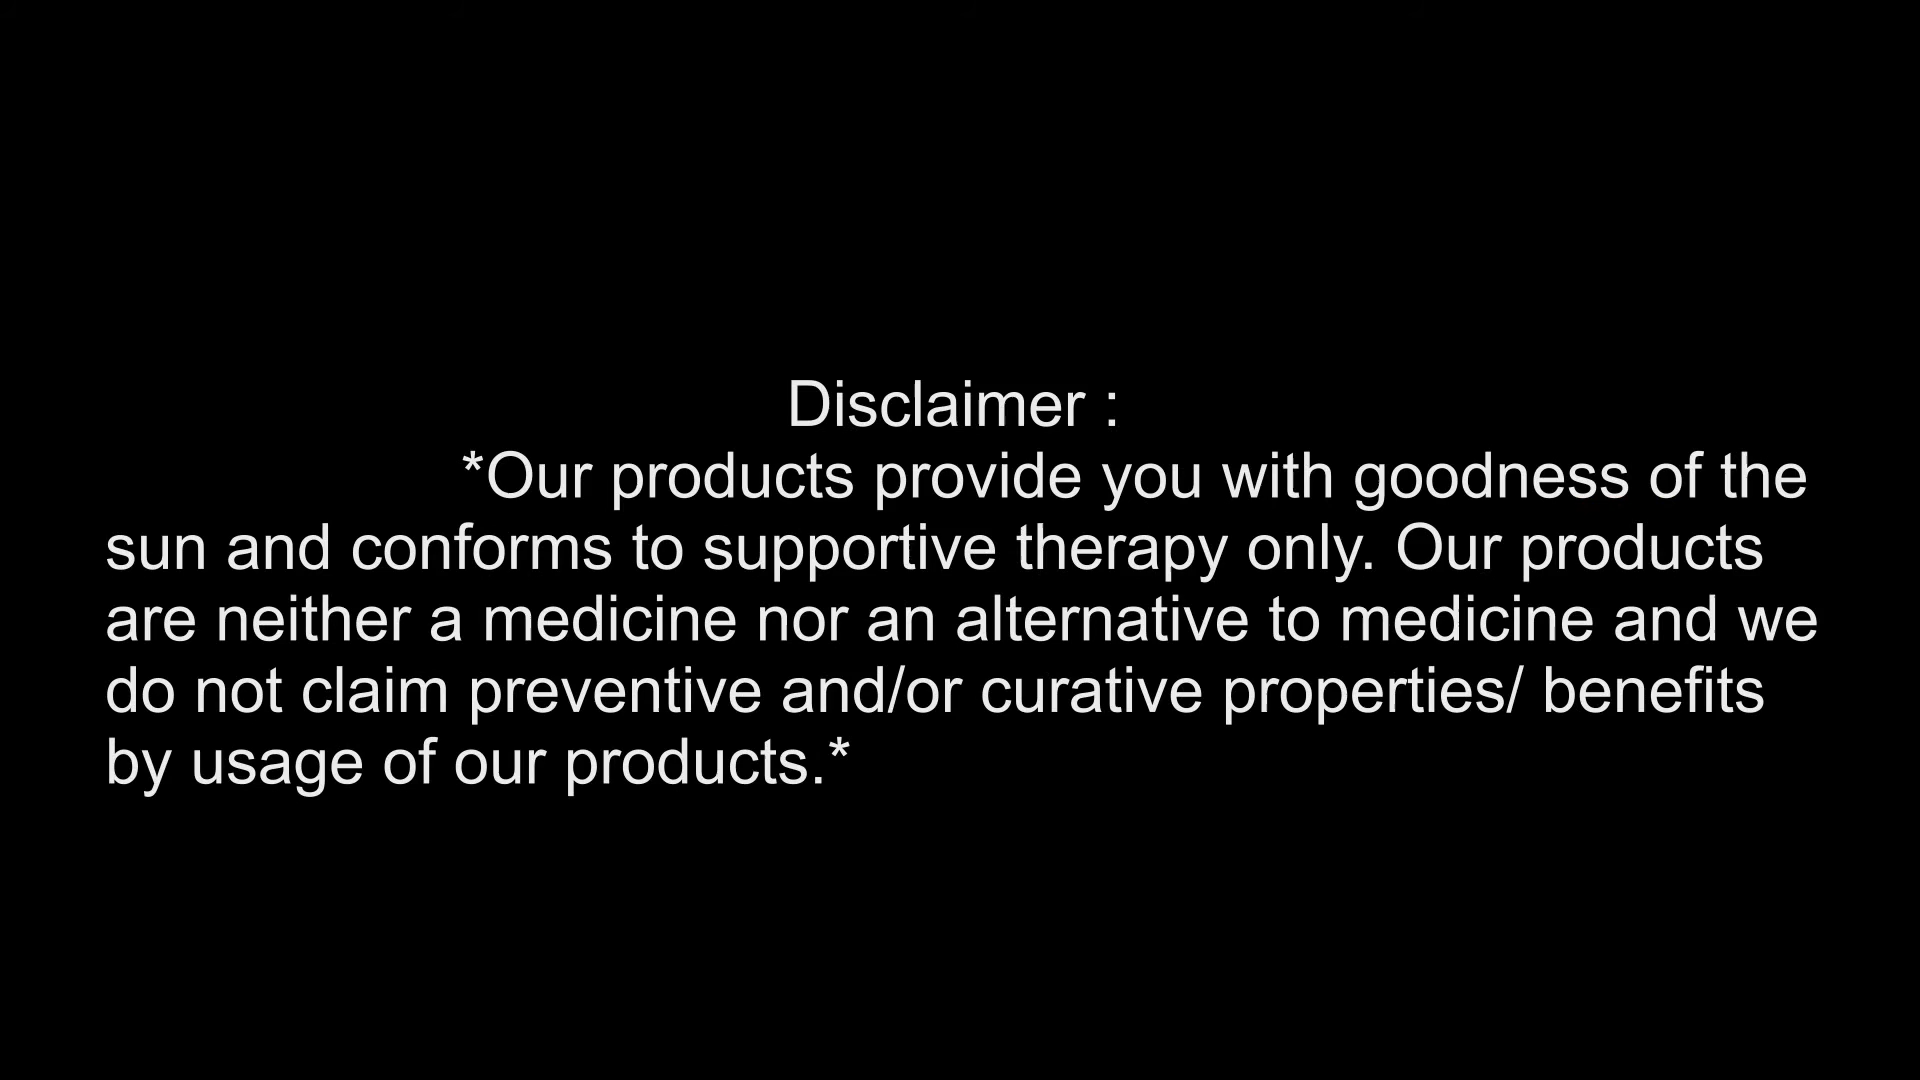 Disclaimer :
*Our products provide you with goodness of the
sun and conforms to supportive therapy only. Our products
are neither a medicine nor an alternative to medicine and we
do not claim preventive and/or curative properties/ benefits
by usage of our products.*